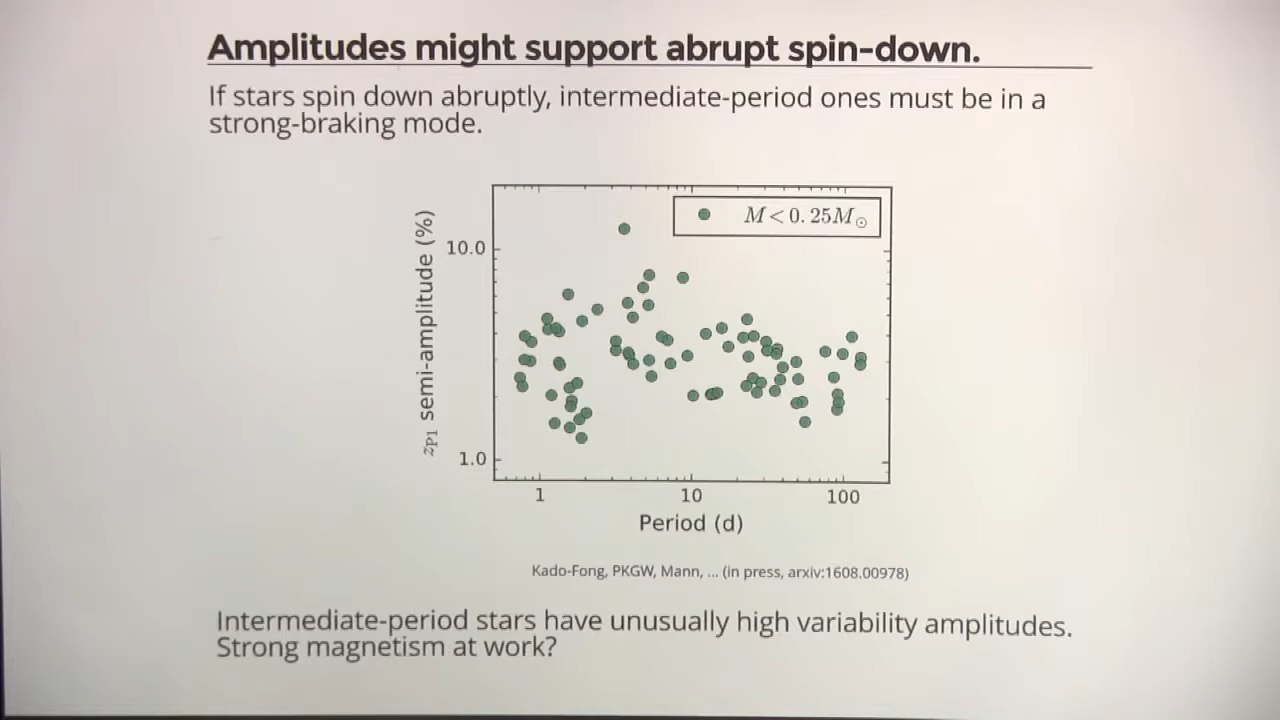 Amplitudes might support abrupt spin-down.
If stars spin down abruptly, intermediate-period ones must be in a
strong-braking mode.
M < 0.25M⊙
zP1 semi-amplitude (%)
10.0
1.0
1 10 100
Period (d)
Kado-Fong, PKGW, Mann, ... (in press, arxiv:1608.00978)
Intermediate-period stars have unusually high variability amplitudes.
Strong magnetism at work?